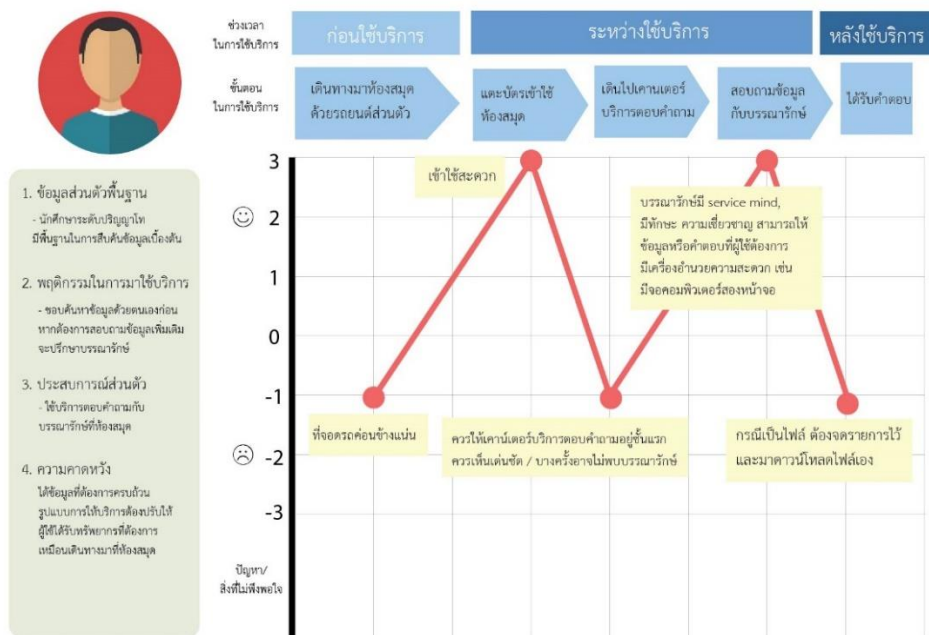 ช่วงเวลา
ในการใช้บริการ
ก่อนใช้บริการ
ระหว่างใช้บริการ
หลังใช้บริการ
ขั้นตอน
ในการใช้บริการ
เดินทางมาห้องสมุด
ด้วยรถยนต์ส่วนตัว
แตะบัตรเข้าใช้
ห้องสมุด
เดินไปเคานเตอร์
บริการตอบคำถาม
สอบถามข้อมูล
กับบรรณารักษ์
ได้รับคำตอบ
1. ข้อมูลส่วนตัวพื้นฐาน
- นักศึกษาระดับปริญญาโท
มีพื้นฐานในการสืบค้นข้อมูลเบื้องต้น
2. พฤติกรรมในการมาใช้บริการ
- ชอบค้นหาข้อมูลด้วยตนเองก่อน
หากต้องการสอบถามข้อมูลเพิ่มเติม
จะปรึกษาบรรณารักษ์
3. ประสบการณ์ส่วนตัว
- ใช้บริการตอบคำถามกับ
บรรณารักษ์ที่ห้องสมุด
4. ความคาดหวัง
ได้ข้อมูลที่ต้องการครบถ้วน
รูปแบบการให้บริการต้องปรับให้
ผู้ใช้ได้รับทรัพยากรที่ต้องการ
เหมือนเดินทางมาที่ห้องสมุด
3
2
1
0
-1
-2
-3
เข้าใช้สะดวก
บรรณารักษ์มี service mind,
มีทักษะ ความเชี่ยวชาญ สามารถให้
ข้อมูลหรือคำตอบที่ผู้ใช้ต้องการ
มีเครื่องอำนวยความสะดวก เช่น
มีจอคอมพิวเตอร์สองหน้าจอ
ที่จอดรถค่อนข้างแน่น
ควรให้เคาน์เตอร์บริการตอบคำถามอยู่ชั้นแรก
ควรเห็นเด่นชัด / บางครั้งอาจไม่พบบรรณารักษ์
กรณีเป็นไฟล์ ต้องจดรายการไว้
และมาดาวน์โหลดไฟล์เอง
ปัญหา/
สิ่งที่ไม่พึงพอใจ